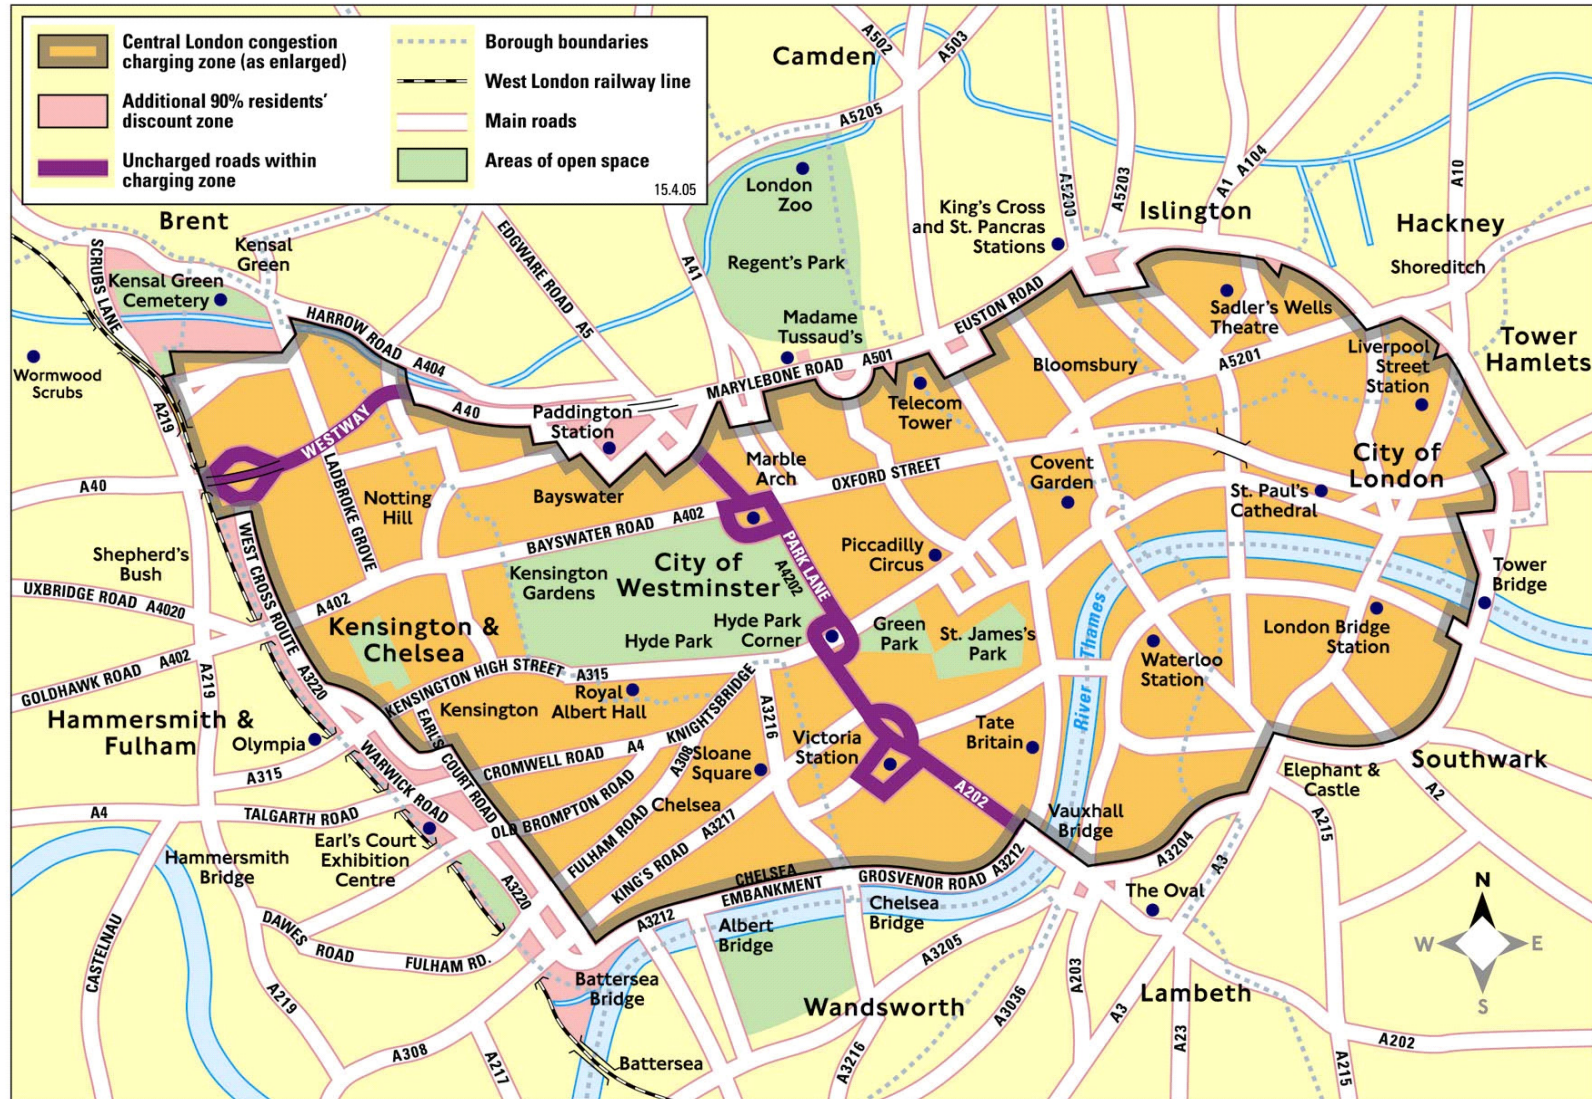 Central London congestion
charging zone (as enlarged)
Additional 90% residents'
discount zone
Uncharged roads within
charging zone
Borough boundaries
West London railway line
Main roads
Areas of open space
15.4.05
A502
A503
Camden
A5205
A5200
A5203
A1
A104
A10
London
Zoo
King's Cross
and St. Pancras
Stations
Islington
Hackney
Shoreditch
Brent
Kensal
Green
SCRUBS LANE
Kensal Green
Cemetery
EDGWARE ROAD
A5
A41
Regent's Park
Madame
Tussaud's
EUSTON ROAD
Sadler's Wells
Theatre
Tower
Hamlets
HARROW ROAD
A404
Wormwood
Scrubs
A219
A40
Paddington
Station
MARYLEBONE ROAD
A501
Telecom
Tower
Bloomsbury
A5201
Liverpool
Street
Station
WESTWAY
LADBROKE GROVE
A40
Notting
Hill
Bayswater
Marble
Arch
OXFORD STREET
Covent
Garden
St. Paul's
Cathedral
City of
London
BAYSWATER ROAD
A402
WEST CROSS ROUTE
A3220
Shepherd's
Bush
Kensington
Gardens
City of
Westminster
PARK LANE
A4202
Piccadilly
Circus
Tower
Bridge
UXBRIDGE ROAD
A4020
A402
Kensington &
Chelsea
Hyde Park
Hyde Park
Corner
Green
Park
St. James's
Park
River
Thames
London Bridge
Station
Waterloo
Station
GOLDHAWK ROAD
A402
A219
KENSINGTON HIGH STREET
A315
Royal
Albert Hall
KNIGHTSBRIDGE
A3216
Hammersmith &
Fulham
Olympia
Kensington
EARL'S COURT ROAD
CROMWELL ROAD
A4
A308
Sloane
Square
Victoria
Station
Tate
Britain
A315
WARWICK ROAD
A4
TALGARTH ROAD
OLD BROMPTON ROAD
Chelsea
FULHAM ROAD
KING'S ROAD
A3217
A202
Vauxhall
Bridge
Elephant &
Castle
Southwark
A2
A215
Hammersmith
Bridge
Earl's Court
Exhibition
Centre
A3220
CHELSEA
EMBANKMENT
GROSVENOR ROAD
A3212
A3212
A3204
A3
The Oval
CASTELNAU
DAWES
ROAD
FULHAM RD.
Albert
Bridge
Chelsea
Bridge
A3205
N
W
E
S
A219
Battersea
Bridge
Wandsworth
A203
A3036
Lambeth
A3
A23
A308
A217
Battersea
A3216
A202
A215